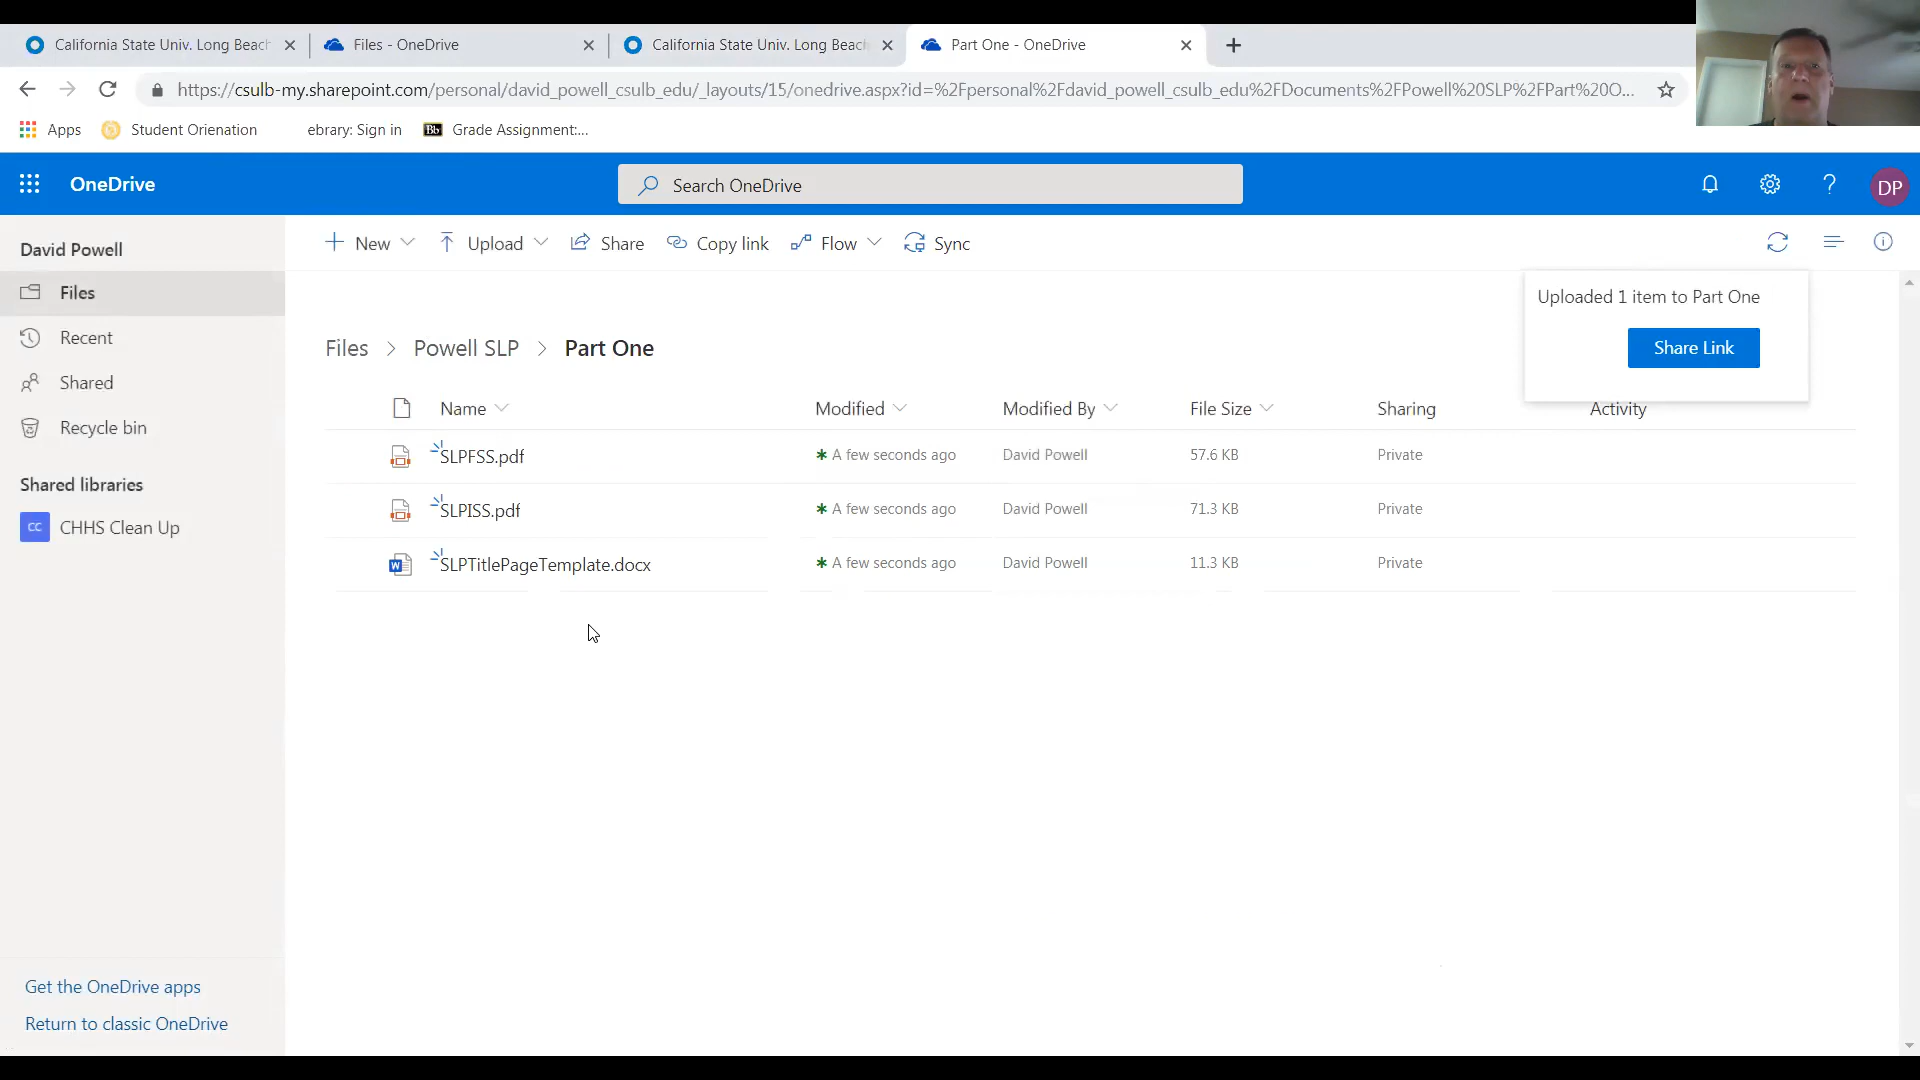 California State Univ. Long Beach
Files - OneDrive
California State Univ. Long Beach
Part One - OneDrive
https://csulb-my.sharepoint.com/personal/david_powell_csulb_edu/_layouts/15/onedrive.aspx?id=%2Fpersonal%2Fdavid_powell_csulb_edu%2FDocuments%2FPowell%20SLP%2FPart%20O...
Apps
Student Orienation
ebrary: Sign in
Bb Grade Assignment:...
OneDrive
Search OneDrive
?
DP
David Powell
Files
Recent
Shared
Recycle bin
Shared libraries
CC CHHS Clean Up
Get the OneDrive apps
Return to classic OneDrive
New
Upload
Share
Copy link
Flow
Sync
Uploaded 1 item to Part One
Share Link
Files > Powell SLP > Part One
Name Modified Modified By File Size Sharing Activity
SLPFSS.pdf A few seconds ago David Powell 57.6 KB Private
SLPISS.pdf A few seconds ago David Powell 71.3 KB Private
W SLPTitlePageTemplate.docx A few seconds ago David Powell 11.3 KB Private